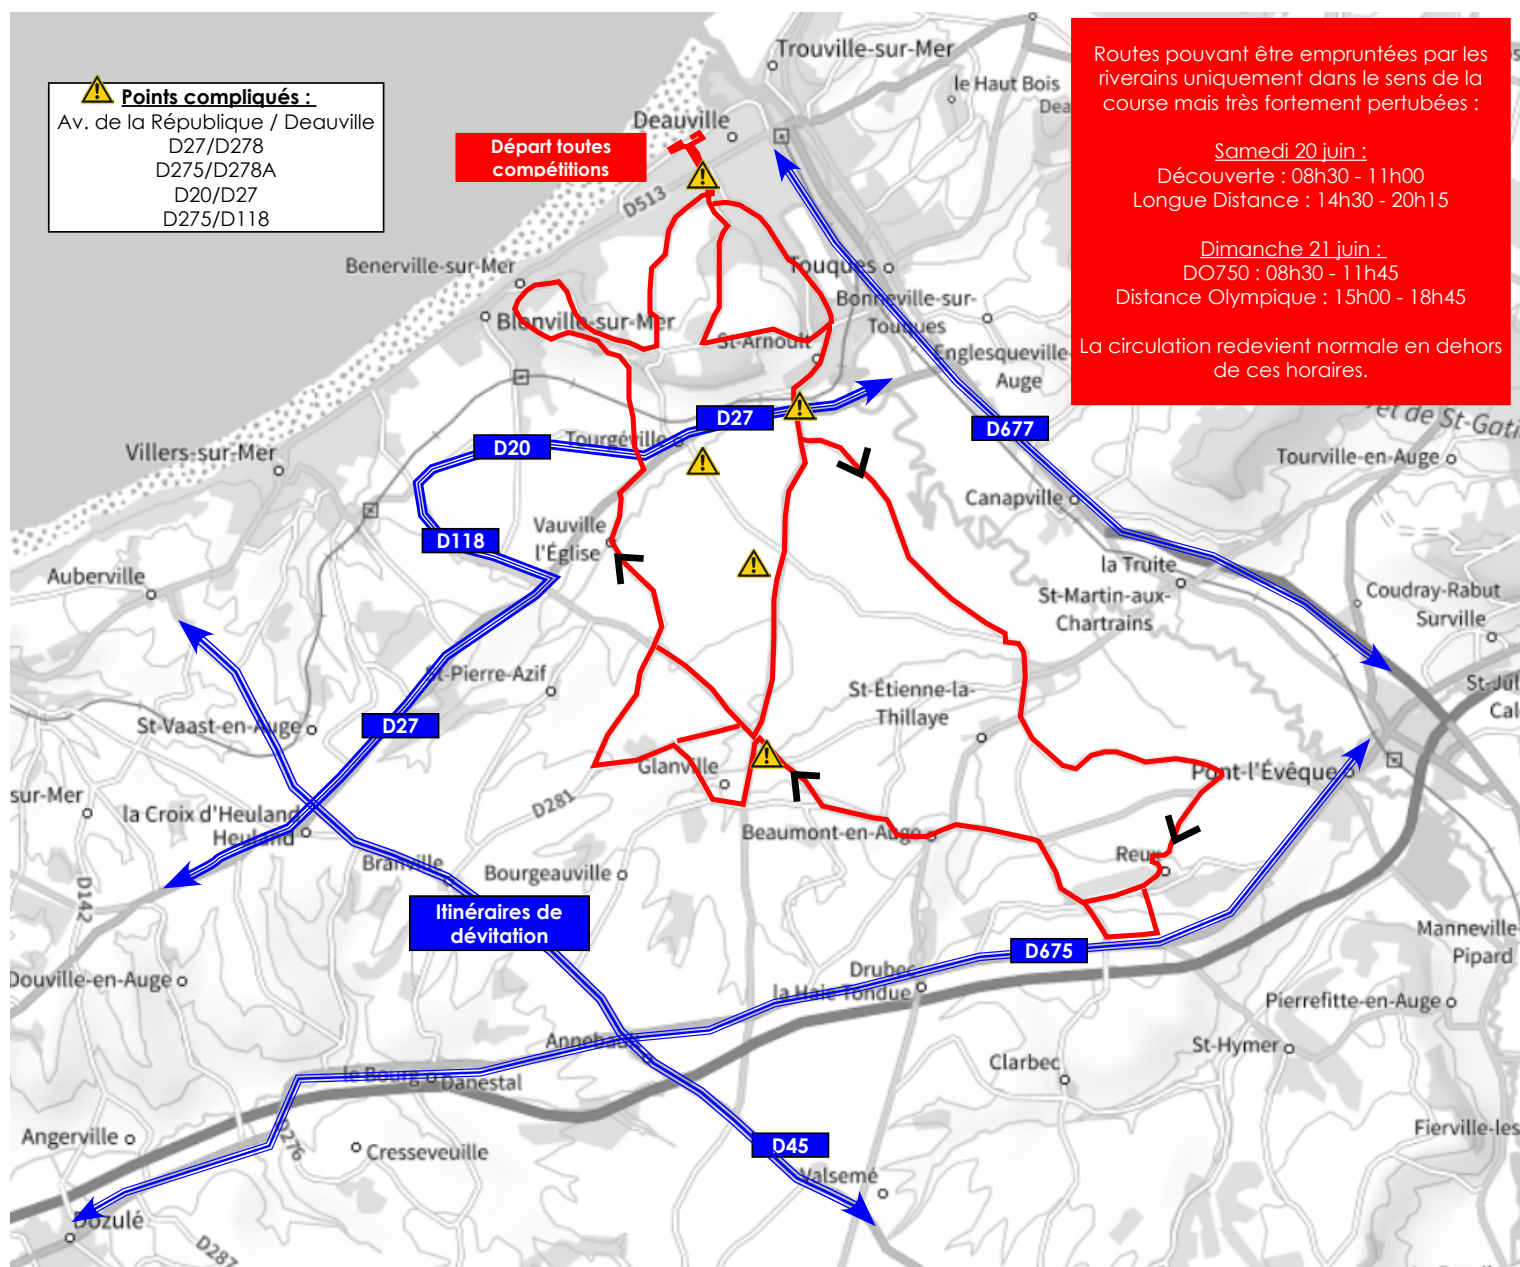 Points compliqués :
Av. de la République / Deauville
D27/D278
D275/D278A
D20/D27
D275/D118
Départ toutes
compétitions
Routes pouvant être empruntées par les
riverains uniquement dans le sens de la
course mais très fortement pertubées :
Samedi 20 juin :
Découverte : 08h30 - 11h00
Longue Distance : 14h30 - 20h15
Dimanche 21 juin :
DO750 : 08h30 - 11h45
Distance Olympique : 15h00 - 18h45
La circulation redevient normale en dehors
de ces horaires.
Trouville-sur-Mer
le Haut Bois
Deauville
D513
Benerville-sur-Mer
Touques
Bonneville-sur-
Touques
Blonville-sur-Mer
St-Arnoult
Englesqueville-
Auge
D27
D677
D20
Tourgéville
Villers-sur-Mer
Tourville-en-Auge
Canapville
Vauville
l'Église
D118
la Truite
Auberville
St-Martin-aux-
Chartrains
Coudray-Rabut
Surville
St-Pierre-Azif
St-Étienne-la-
Thillaye
St-Vaast-en-Auge
D27
Glanville
Pont-l'Évêque
sur-Mer
la Croix d'Heuland
Heuland
D281
Beaumont-en-Auge
Reux
Branville
Bourgeauville
D142
Itinéraires de
dévitation
Manneville-
Pipard
D675
Drubec
la Haie Tondue
Douville-en-Auge
Pierrefitte-en-Auge
Annebault
St-Hymer
Clarbec
le Bourg
Danestal
Angerville
D276
Cresseveuille
D45
Valsemé
Fierville-les
Dozulé
D287